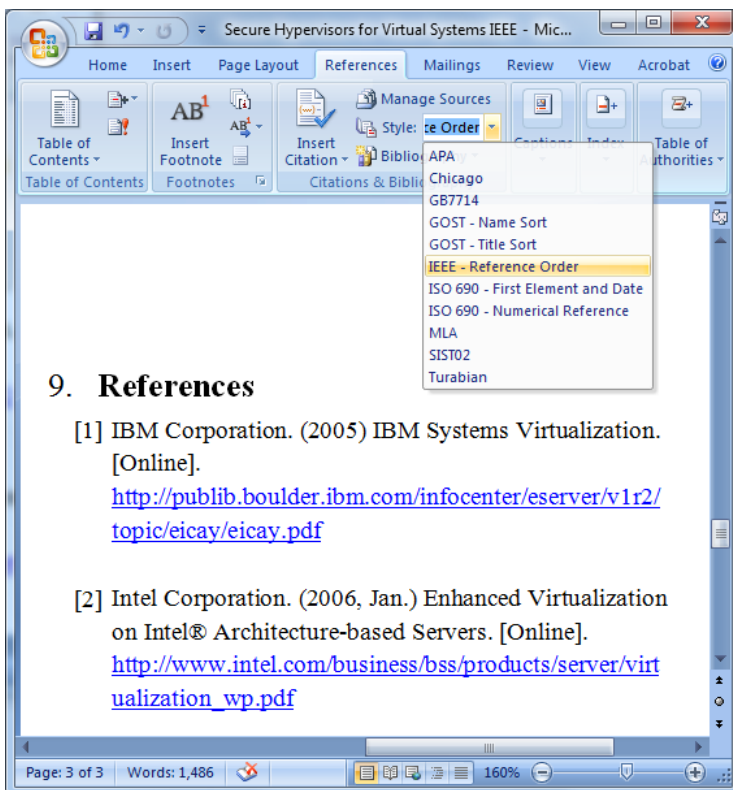 Secure Hypervisors for Virtual Systems IEEE - Mic...
Home Insert Page Layout References Mailings Review View Acrobat
Table of Contents
AB1 Insert Footnote
AB
Insert Citation
Manage Sources
Style: ce Order
Captions
Index
Table of Authorities
Table of Contents Footnotes Citations & Bibli
APA
Chicago
GB7714
GOST - Name Sort
GOST - Title Sort
IEEE - Reference Order
ISO 690 - First Element and Date
ISO 690 - Numerical Reference
MLA
SIST02
Turabian
9. References
[1] IBM Corporation. (2005) IBM Systems Virtualization.
[Online].
http://publib.boulder.ibm.com/infocenter/eserver/v1r2/
topic/eicay/eicay.pdf
[2] Intel Corporation. (2006, Jan.) Enhanced Virtualization
on Intel® Architecture-based Servers. [Online].
http://www.intel.com/business/bss/products/server/virt
ualization_wp.pdf
Page: 3 of 3 Words: 1,486 160%